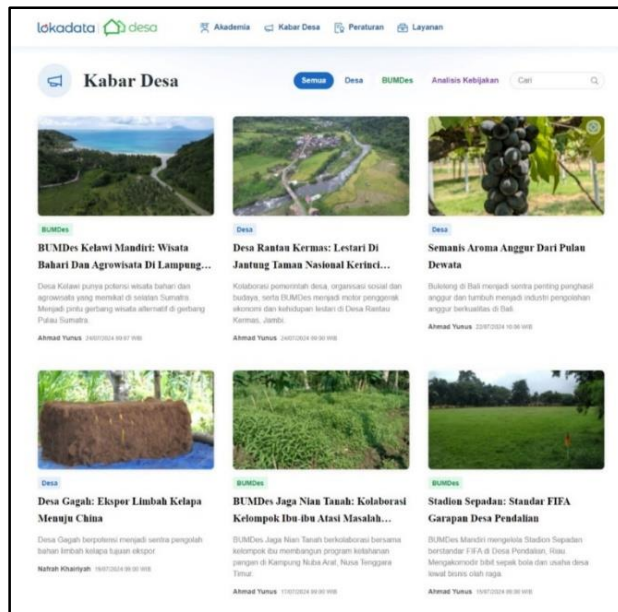 lokadata desa Akademia Kabar Desa Peraturan Layanan
Kabar Desa Semua Desa BUMDes Analisis Kebijakan Cari
BUMDes
BUMDes Kelawi Mandiri: Wisata
Bahari Dan Agrowisata Di Lampung...
Desa Kelawi punya potensi wisata bahari dan
agrowisata yang memikat di selatan Sumatra.
Menjadi pintu gerbang wisata alternatif di gerbang
Pulau Sumatra.
Ahmad Yunus
Desa
Desa Rantau Kermas: Lestari Di
Jantung Taman Nasional Kerinci...
Kolaborasi pemerintah desa, organisasi sosial dan
budaya, serta BUMDes menjadi motor penggerak
ekonomi dan kehidupan lestari di Desa Rantau
Kermas, Jambi.
Ahmad Yunus
Desa
Semanis Aroma Anggur Dari Pulau
Dewata
Buleleng di Bali menjadi sentra penting penghasil
anggur dan tumbuh menjadi industri pengolahan
anggur berkualitas di Bali
Ahmad Yunus
Desa
Desa Gagah: Ekspor Limbah Kelapa
Menuju China
Desa Gagah berpotensi menjadi sentra pengolah
bahan limbah kelapa tujuan ekspor
Nafrah Khairiyah
BUMDes
BUMDes Jaga Nian Tanah: Kolaborasi
Kelompok Ibu-ibu Atasi Masalah...
BUMDes Jaga Nian Tanah berkolaborasi bersama
kelompok ibu membangun program ketahanan
pangan di Kampung Nuba Arat, Nusa Tenggara
Timur.
Ahmad Yunus
BUMDes
Stadion Sepadan: Standar FIFA
Garapan Desa Pendalian
BUMDes Mandiri mengelola Stadion Sepadan
berstandar FIFA di Desa Pendalian, Riau.
Mengakomodir bibit sepak bola dan usaha desa
lewat bisnis olah raga.
Ahmad Yunus